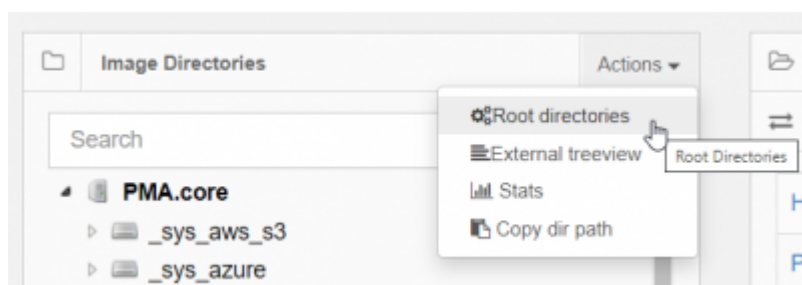 Image Directories
Actions
Root directories
Search
External treeview
Root Directories
PMA.core
Stats
_sys_aws_s3
Copy dir path
_sys_azure